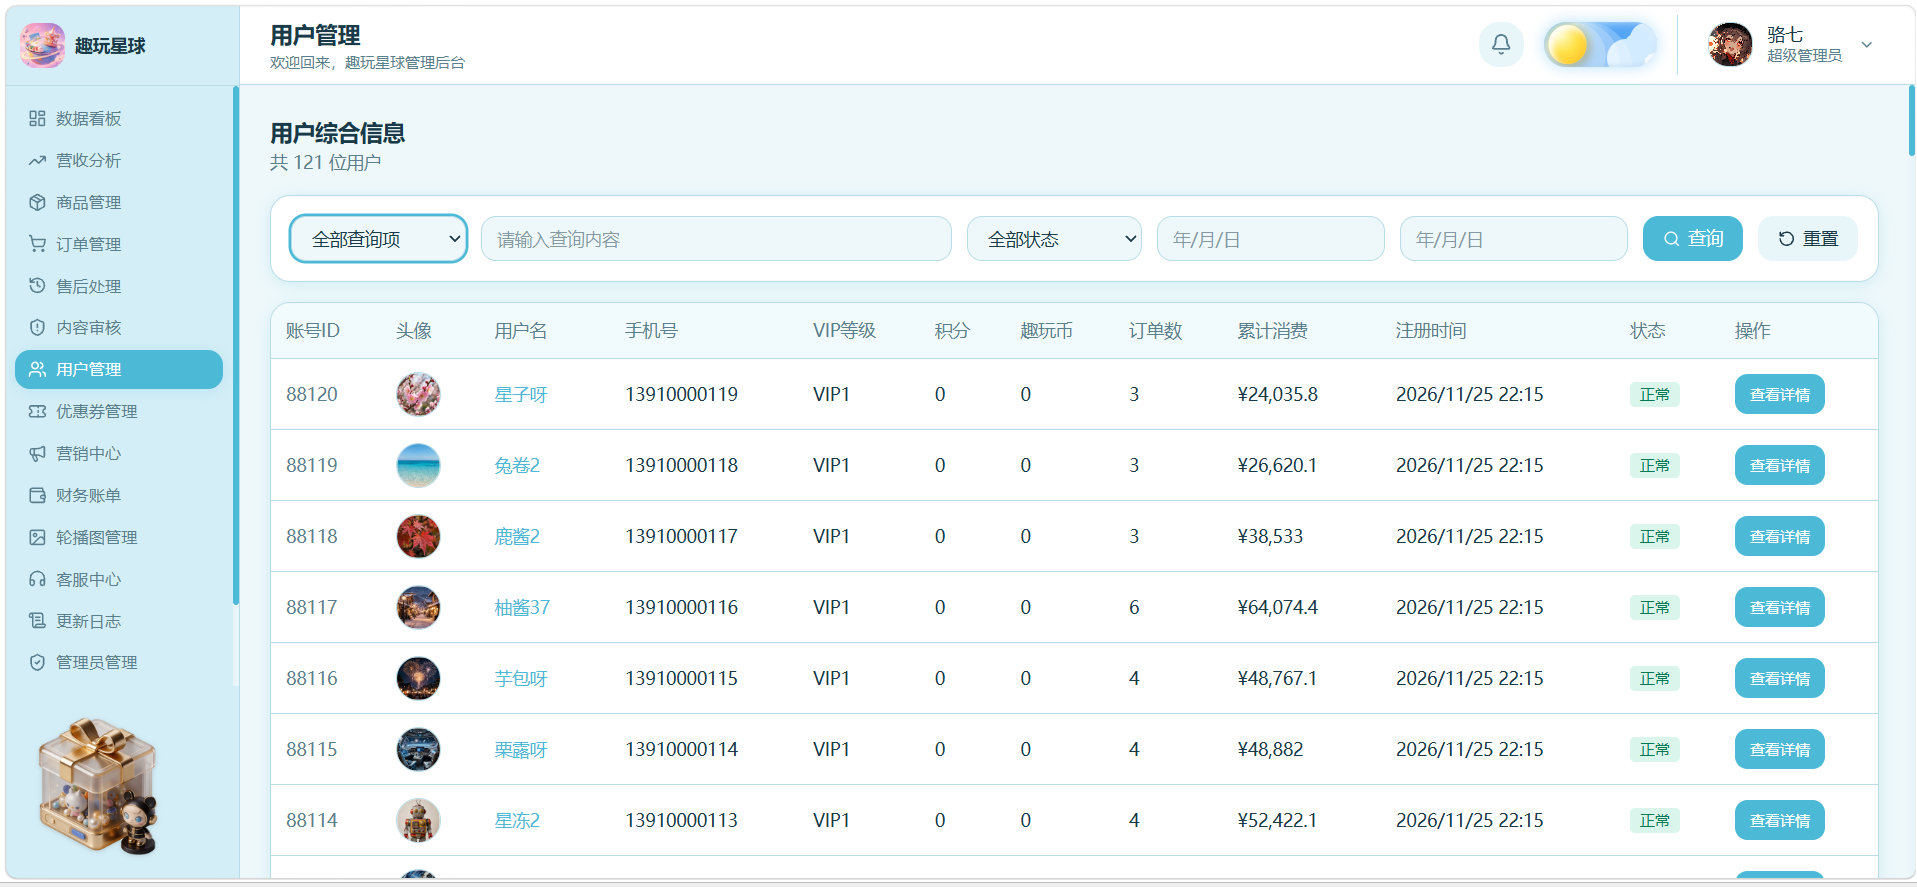 趣玩星球
用户管理
欢迎回来，趣玩星球管理后台
骆七
超级管理员
数据看板
营收分析
商品管理
订单管理
售后处理
内容审核
用户管理
优惠券管理
营销中心
财务账单
轮播图管理
客服中心
更新日志
管理员管理
用户综合信息
共 121 位用户
全部查询项 请输入查询内容 全部状态 年/月/日 年/月/日 查询 重置
账号ID 头像 用户名 手机号 VIP等级 积分 趣玩币 订单数 累计消费 注册时间 状态 操作
88120 星子呀 13910000119 VIP1 0 0 3 ¥24,035.8 2026/11/25 22:15 正常 查看详情
88119 兔卷2 13910000118 VIP1 0 0 3 ¥26,620.1 2026/11/25 22:15 正常 查看详情
88118 鹿酱2 13910000117 VIP1 0 0 3 ¥38,533 2026/11/25 22:15 正常 查看详情
88117 柚酱37 13910000116 VIP1 0 0 6 ¥64,074.4 2026/11/25 22:15 正常 查看详情
88116 芋包呀 13910000115 VIP1 0 0 4 ¥48,767.1 2026/11/25 22:15 正常 查看详情
88115 栗露呀 13910000114 VIP1 0 0 4 ¥48,882 2026/11/25 22:15 正常 查看详情
88114 星冻2 13910000113 VIP1 0 0 4 ¥52,422.1 2026/11/25 22:15 正常 查看详情